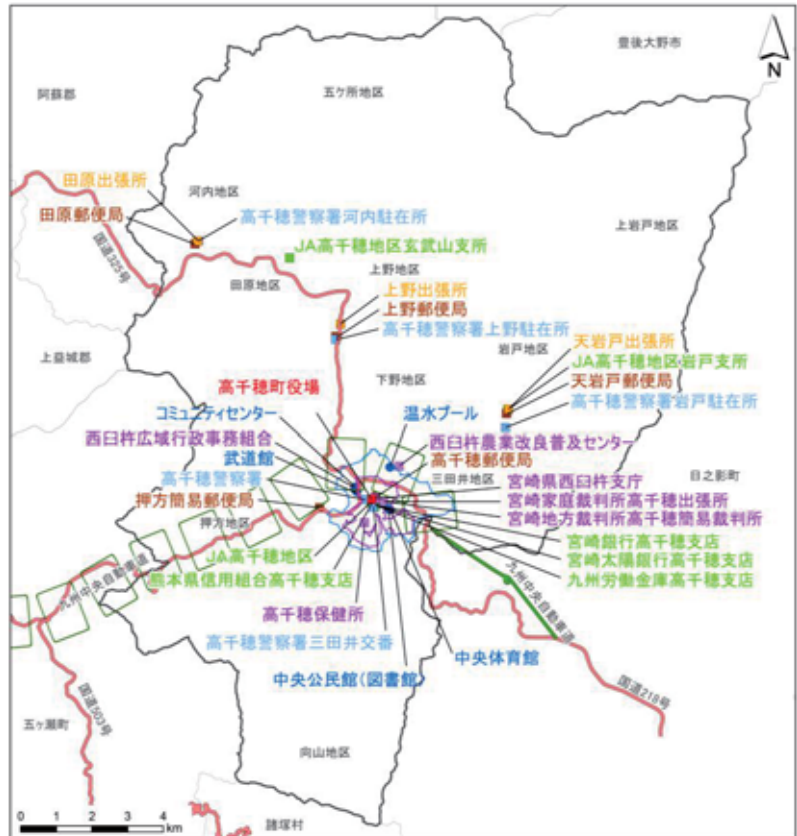 豊後大野市
N
阿蘇郡
五ケ所地区
田原出張所
河内地区
高千穂警察署河内駐在所
田原郵便局
上岩戸地区
国道325号
JA高千穂地区玄武山支所
上野地区
田原地区
上野出張所
上野郵便局
高千穂警察署上野駐在所
天岩戸出張所
上益城郡
岩戸地区
JA高千穂地区岩戸支所
高千穂町役場
下野地区
天岩戸郵便局
コミュニティセンター
温水プール
高千穂警察署岩戸駐在所
西臼杵広域行政事務組合
西臼杵農業改良普及センター
武道館
高千穂郵便局
日之影町
高千穂警察署
三田井地区
宮崎県西臼杵支庁
押方簡易郵便局
宮崎家庭裁判所高千穂出張所
宮崎地方裁判所高千穂簡易裁判所
押方地区
宮崎銀行高千穂支店
JA高千穂地区
宮崎太陽銀行高千穂支店
熊本県信用組合高千穂支店
九州労働金庫高千穂支店
九州中央自動車道
九州中央自動車道
高千穂保健所
高千穂警察署三田井交番
中央体育館
中央公民館(図書館)
国道218号
国道503号
五ヶ瀬町
向山地区
諸塚村
0 1 2 3 4
km